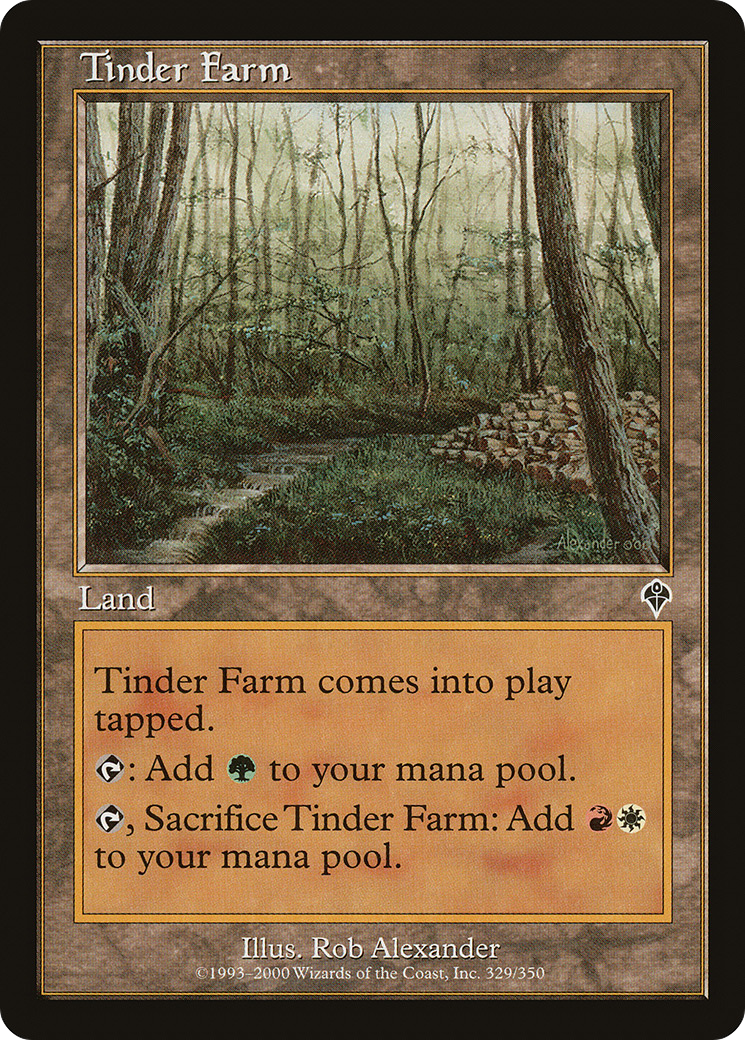 Tinder Farm
Alexander
Land
Tinder Farm comes into play
tapped.
: Add to your mana pool.
, Sacrifice Tinder Farm: Add
to your mana pool.
Illus. Rob Alexander
©1993–2000 Wizards of the Coast, Inc. 329/350